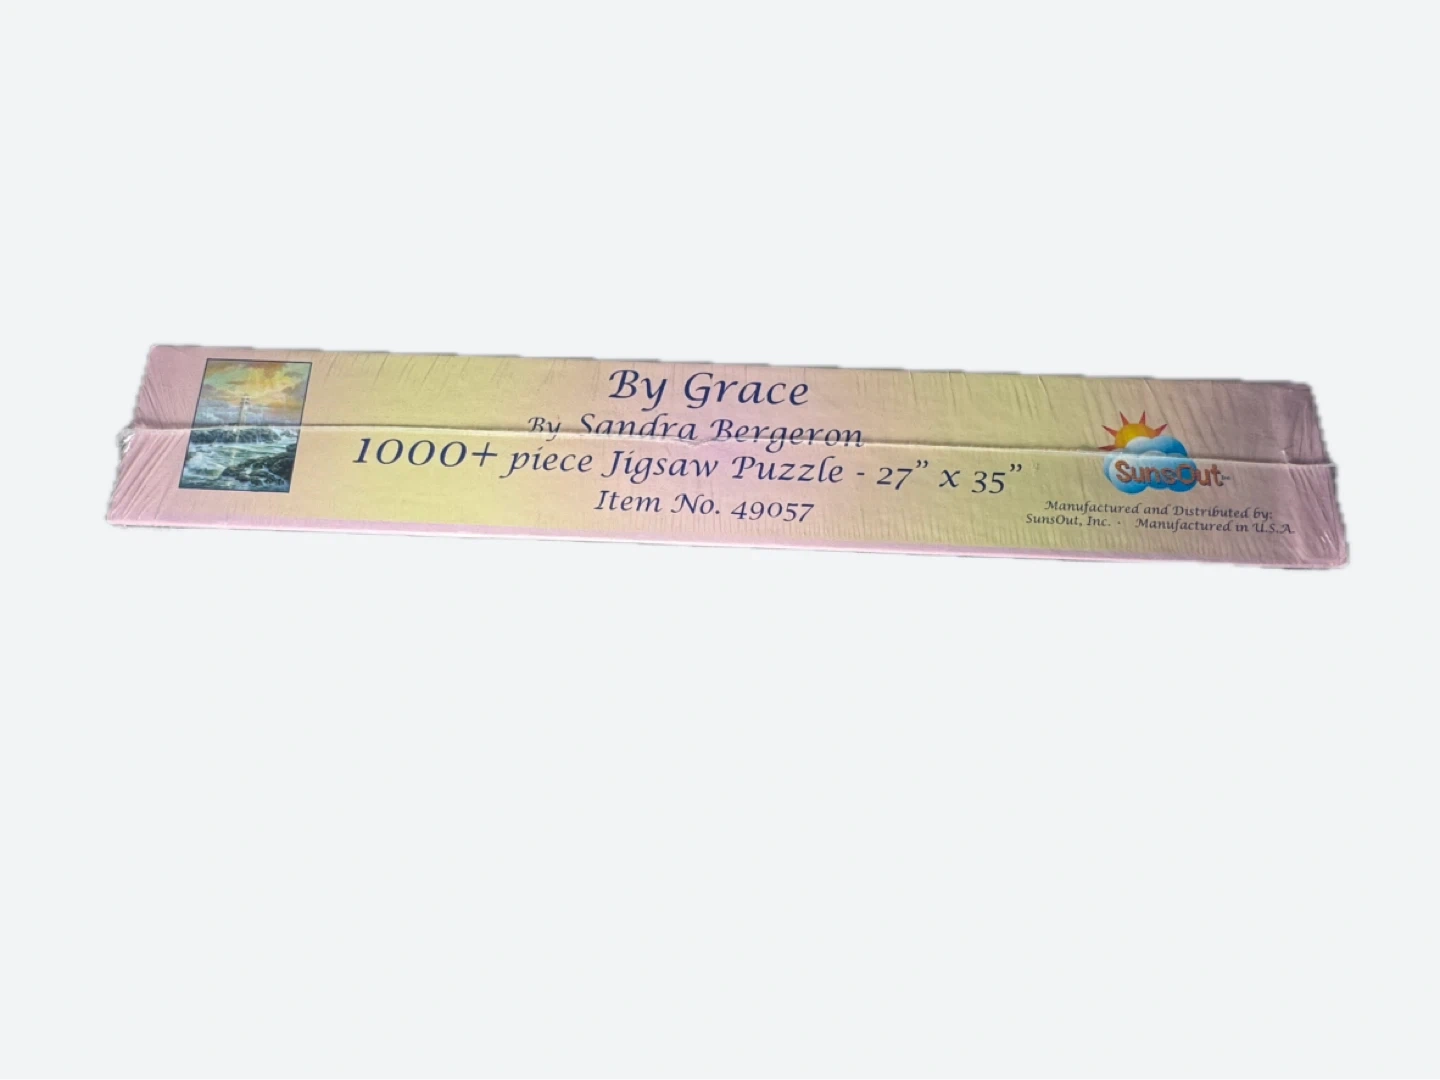 By Grace
By Sandra Bergeron
1000+ piece Jigsaw Puzzle - 27" x 35"
Item No. 49057
SunsOut
Manufactured and Distributed by:
SunsOut, Inc. · Manufactured in U.S.A.